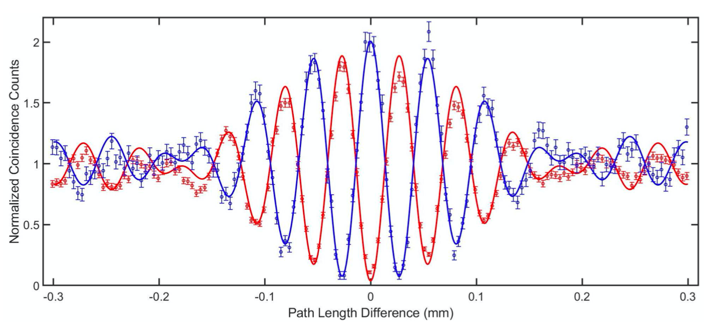 Normalized Coincidence Counts
2
1.5
1
0.5
0
-0.3 -0.2 -0.1 0 0.1 0.2 0.3
Path Length Difference (mm)